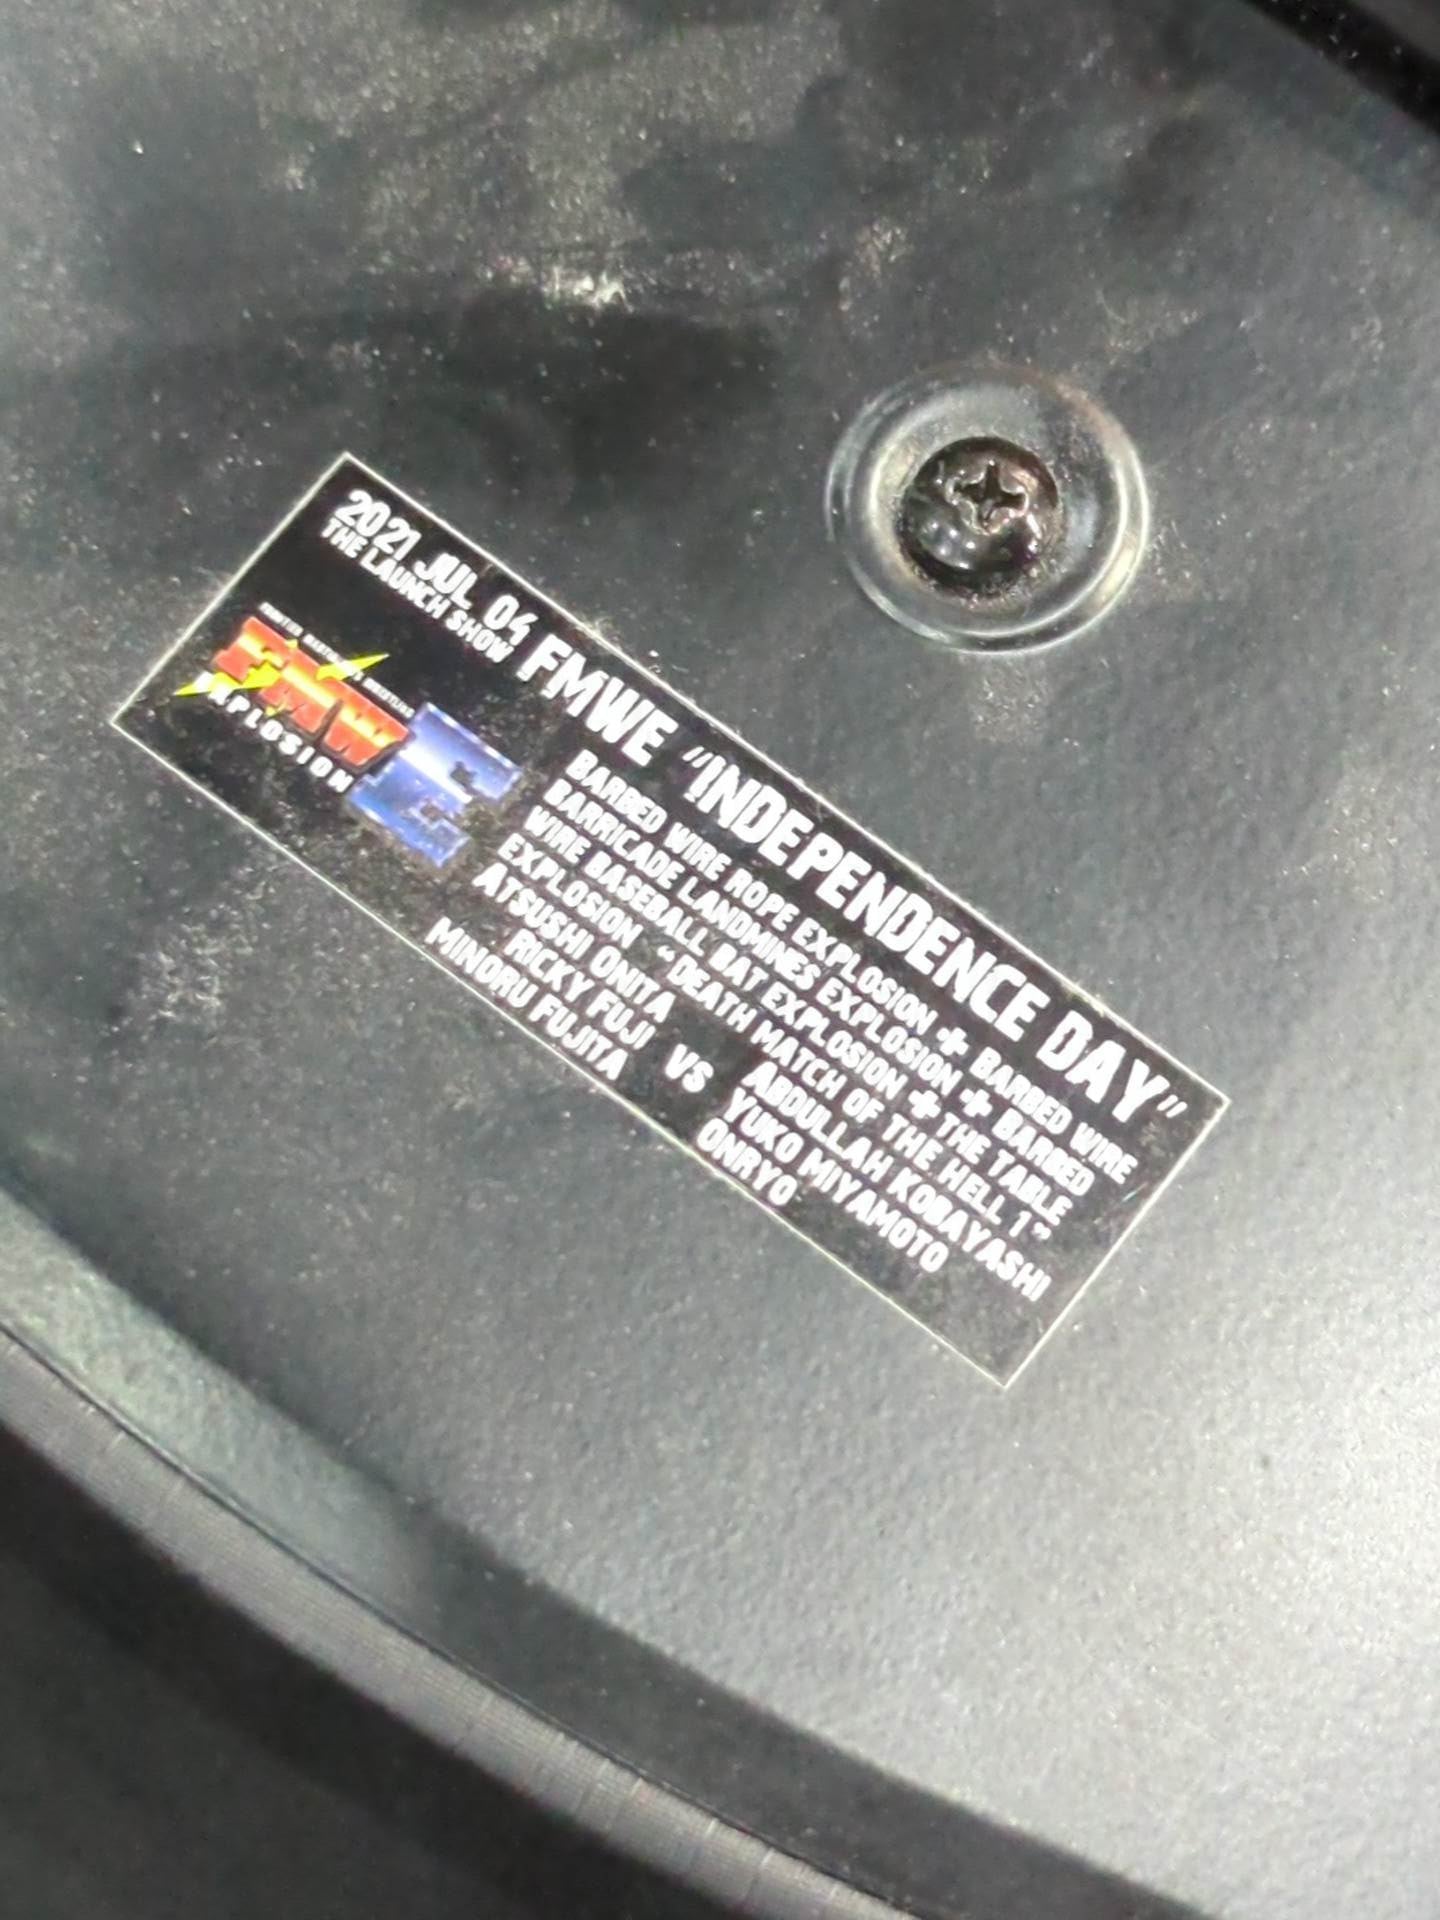 2021 JUL 04 FMWE "INDEPENDENCE DAY"
THE LAUNCH SHOW
FMW
E
EXPLOSION
BARBED WIRE ROPE EXPLOSION + BARBED WIRE
BARRICADE LANDMINES EXPLOSION + BARBED
WIRE BASEBALL BAT EXPLOSION + THE TABLE
EXPLOSION "DEATH MATCH OF THE HELL 1"
ATSUSHI ONITA
RICKY FUJI
MINORU FUJITA
VS
ABDULLAH KOBAYASHI
YUKO MIYAMOTO
ONRYO